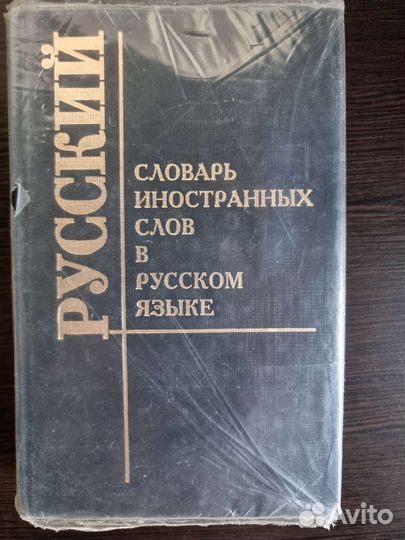 РУССКИЙ
СЛОВАРЬ
ИНОСТРАННЫХ
СЛОВ
В
РУССКОМ
ЯЗЫКЕ
Avito